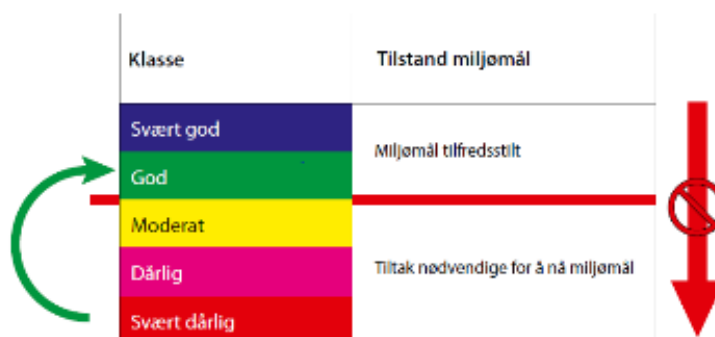 Klasse Tilstand miljømål
Svært god
Miljømål tilfredsstilt
God
Moderat
Dårlig
Tiltak nødvendige for å nå miljømål
Svært dårlig